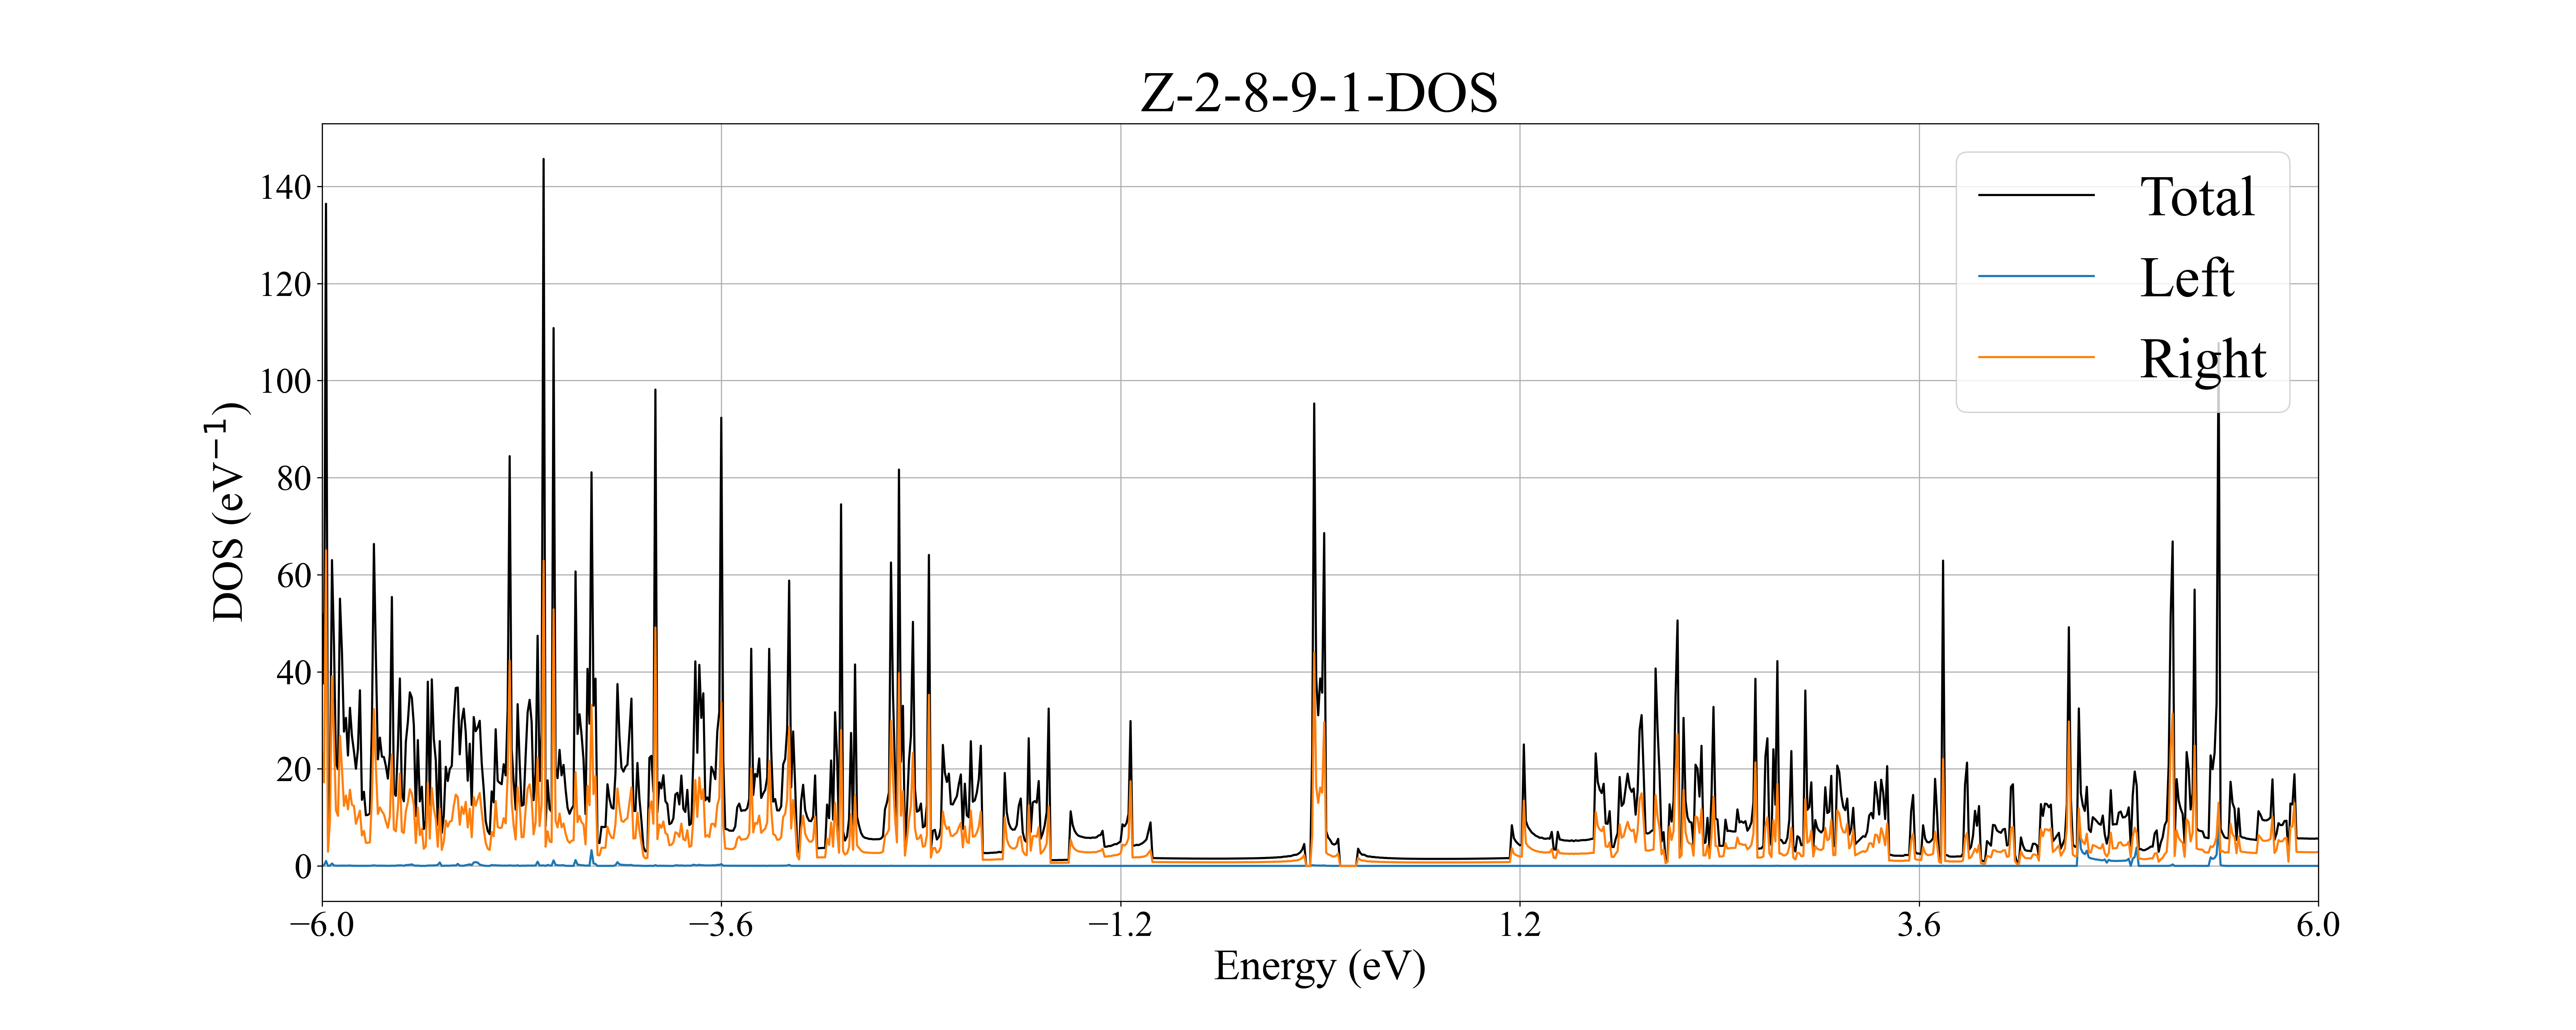 Z-2-8-9-1-DOS
DOS (eV⁻¹)
140
120
100
80
60
40
20
0
Total
Left
Right
−6.0 −3.6 −1.2 1.2 3.6 6.0
Energy (eV)